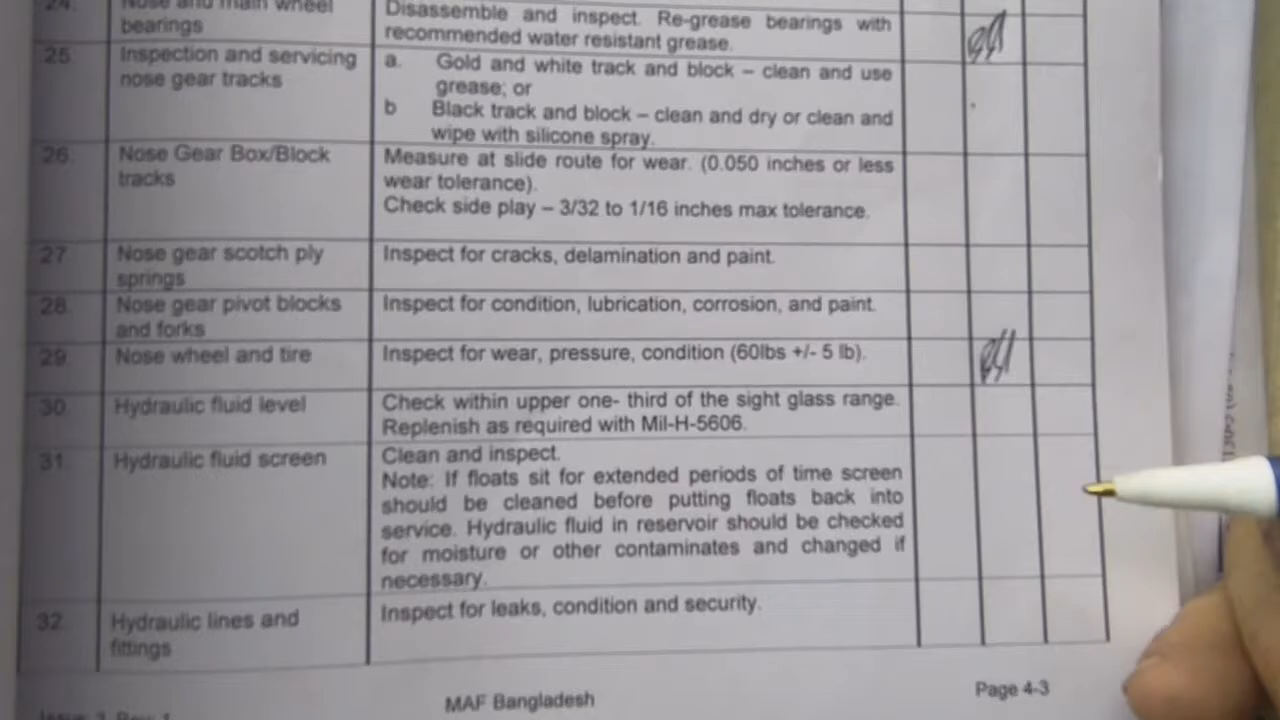 24. Nose and main wheel
bearings
Disassemble and inspect. Re-grease bearings with
recommended water resistant grease.
25 Inspection and servicing
nose gear tracks
a. Gold and white track and block – clean and use
grease; or
b Black track and block – clean and dry or clean and
wipe with silicone spray.
26. Nose Gear Box/Block
tracks
Measure at slide route for wear. (0.050 inches or less
wear tolerance).
Check side play – 3/32 to 1/16 inches max tolerance.
27 Nose gear scotch ply
springs
Inspect for cracks, delamination and paint.
28. Nose gear pivot blocks
and forks
Inspect for condition, lubrication, corrosion, and paint.
29. Nose wheel and tire
Inspect for wear, pressure, condition (60lbs +/- 5 lb).
30. Hydraulic fluid level
Check within upper one- third of the sight glass range.
Replenish as required with Mil-H-5606.
31. Hydraulic fluid screen
Clean and inspect.
Note: If floats sit for extended periods of time screen
should be cleaned before putting floats back into
service. Hydraulic fluid in reservoir should be checked
for moisture or other contaminates and changed if
necessary.
32. Hydraulic lines and
fittings
Inspect for leaks, condition and security.
MAF Bangladesh
Page 4-3